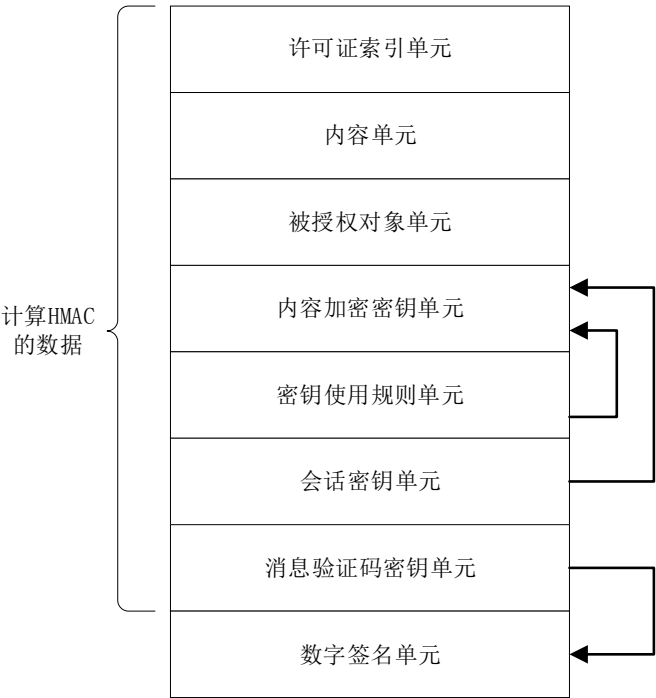 许可证索引单元
内容单元
被授权对象单元
内容加密密钥单元
密钥使用规则单元
会话密钥单元
消息验证码密钥单元
数字签名单元
计算HMAC
的数据